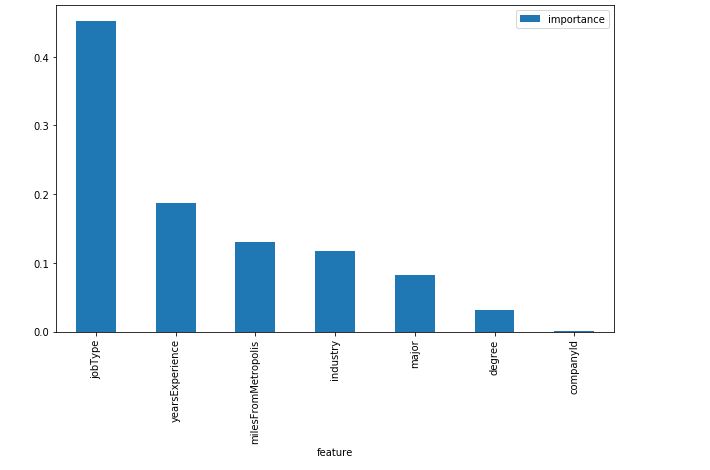 importance
0.4
0.3
0.2
0.1
0.0
jobType
yearsExperience
milesFromMetropolis
industry
major
degree
companyId
feature